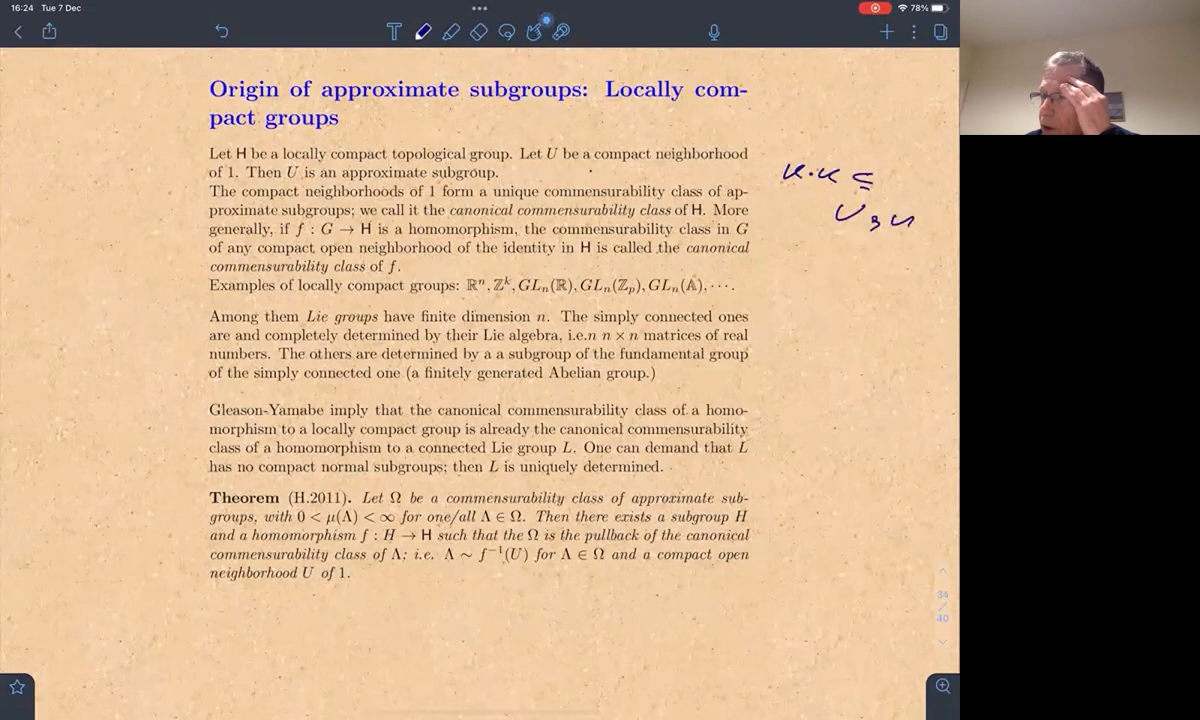 16:24 Tue 7 Dec
78%
Origin of approximate subgroups: Locally com-
pact groups
Let H be a locally compact topological group. Let U be a compact neighborhood
of 1. Then U is an approximate subgroup.
The compact neighborhoods of 1 form a unique commensurability class of ap-
proximate subgroups; we call it the canonical commensurability class of H. More
generally, if f : G → H is a homomorphism, the commensurability class in G
of any compact open neighborhood of the identity in H is called the canonical
commensurability class of f.
Examples of locally compact groups: ℝⁿ, ℤᵏ, GLₙ(ℝ), GLₙ(ℤₚ), GLₙ(𝔸), ⋯.
Among them Lie groups have finite dimension n. The simply connected ones
are and completely determined by their Lie algebra, i.e.n n × n matrices of real
numbers. The others are determined by a a subgroup of the fundamental group
of the simply connected one (a finitely generated Abelian group.)
Gleason-Yamabe imply that the canonical commensurability class of a homo-
morphism to a locally compact group is already the canonical commensurability
class of a homomorphism to a connected Lie group L. One can demand that L
has no compact normal subgroups; then L is uniquely determined.
Theorem (H.2011). Let Ω be a commensurability class of approximate sub-
groups, with 0 < μ(Λ) < ∞ for one/all Λ ∈ Ω. Then there exists a subgroup H
and a homomorphism f : H → H such that the Ω is the pullback of the canonical
commensurability class of Λ; i.e. Λ ∼ f⁻¹(U) for Λ ∈ Ω and a compact open
neighborhood U of 1.
34
/
40